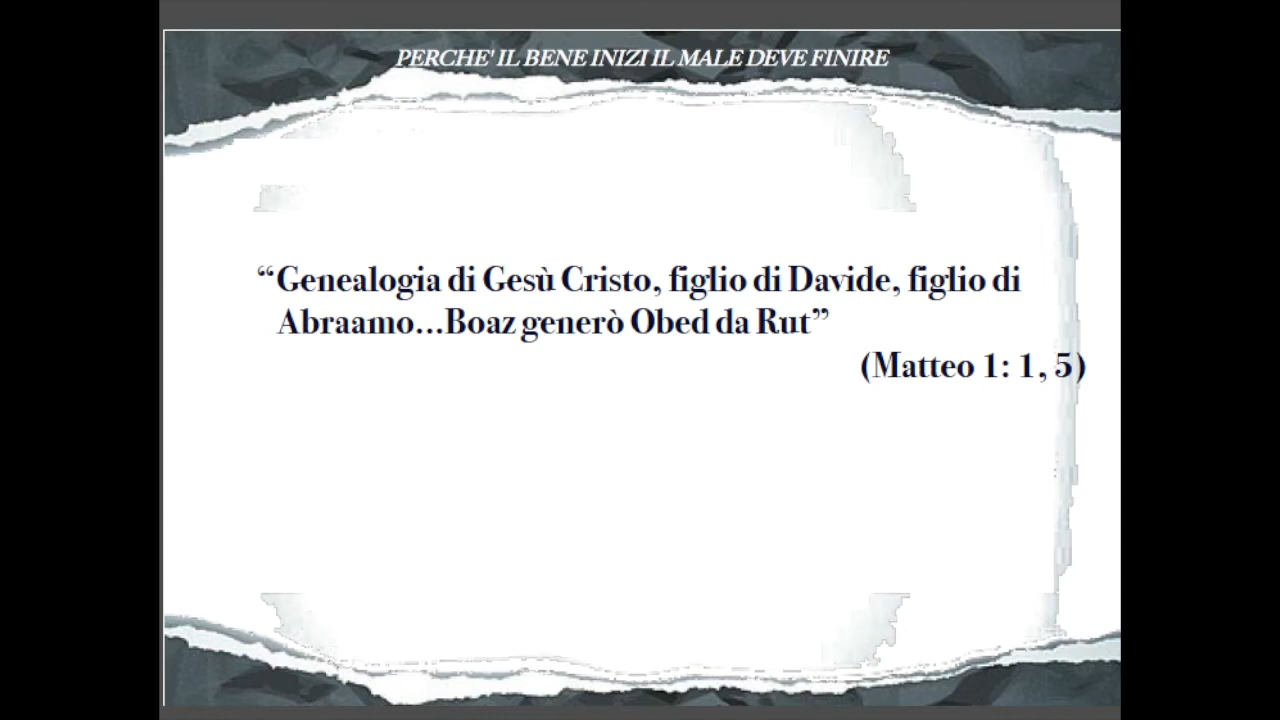 PERCHE' IL BENE INIZI IL MALE DEVE FINIRE
“Genealogia di Gesù Cristo, figlio di Davide, figlio di
Abraamo...Boaz generò Obed da Rut”
(Matteo 1: 1, 5)